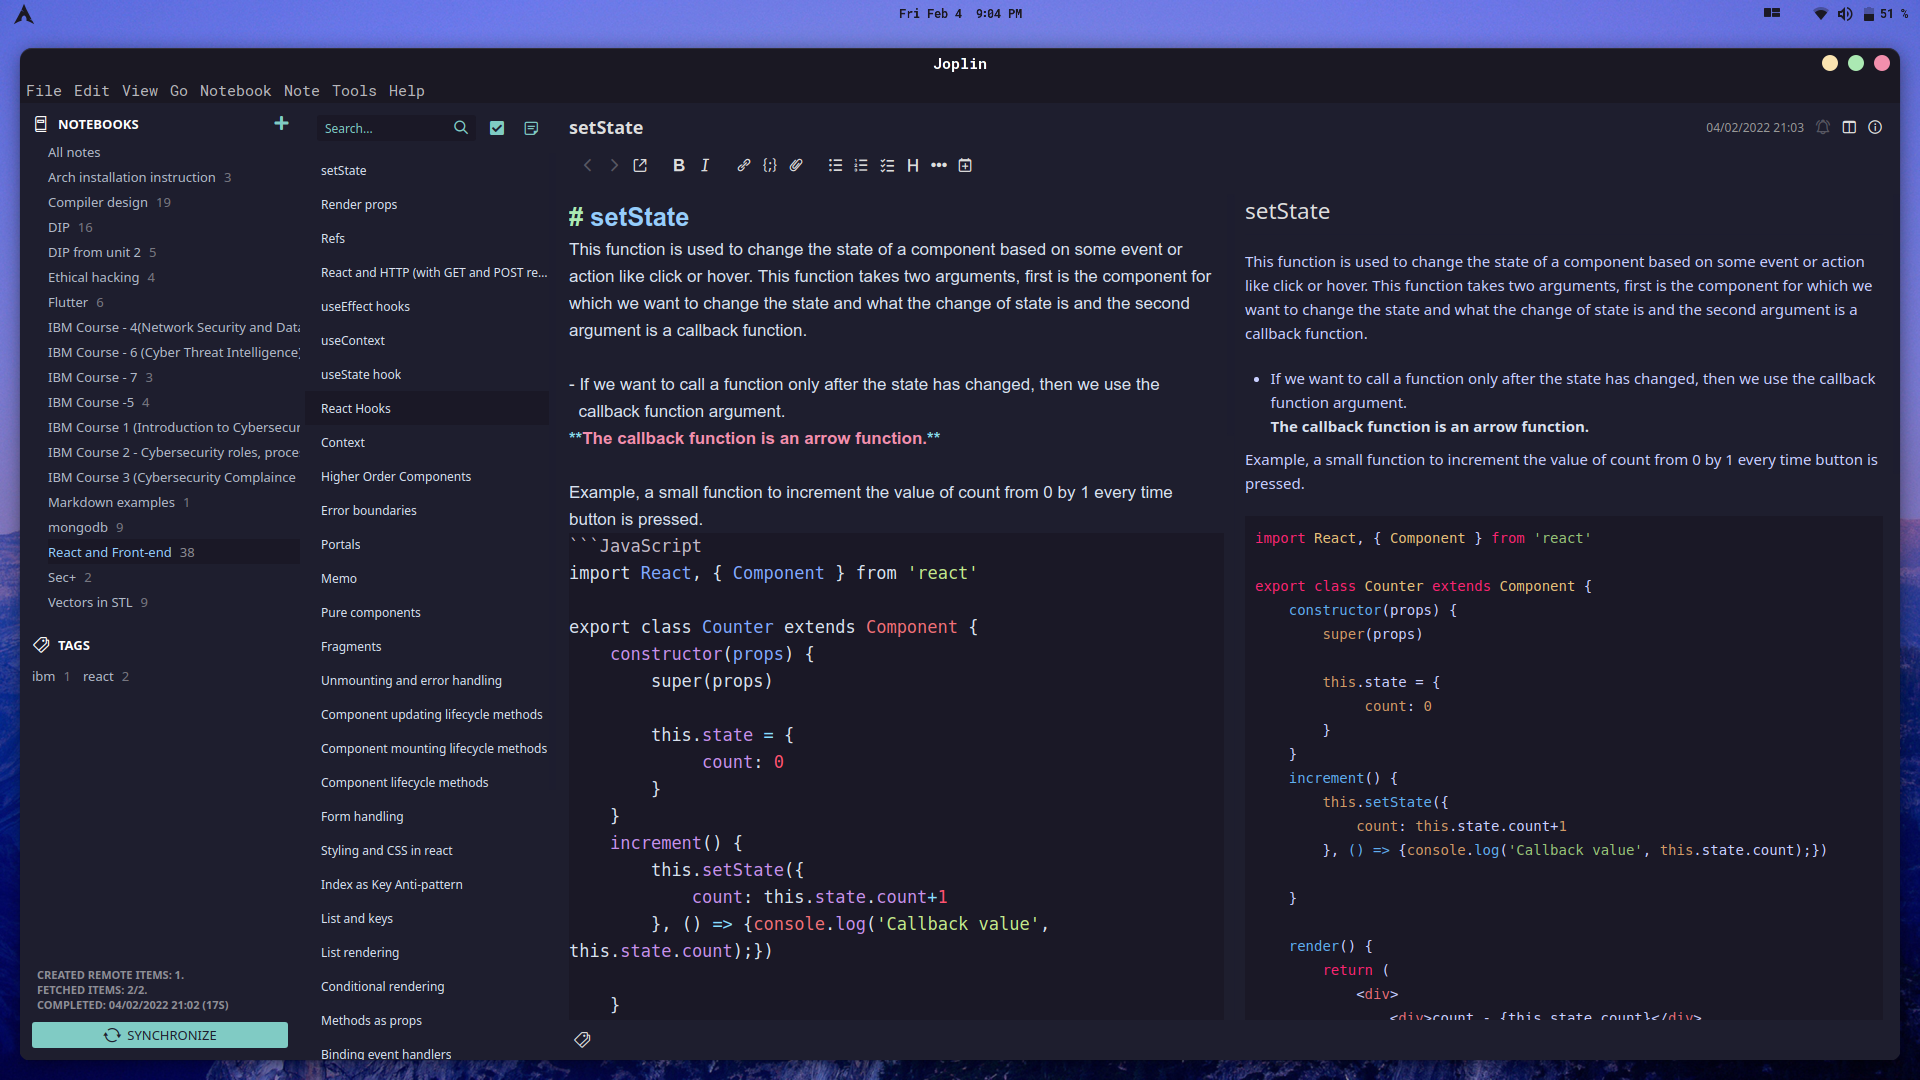 Fri Feb 4 9:04 PM
51 %
Joplin
File Edit View Go Notebook Note Tools Help
NOTEBOOKS
All notes
Arch installation instruction 3
Compiler design 19
DIP 16
DIP from unit 2 5
Ethical hacking 4
Flutter 6
IBM Course - 4(Network Security and Data
IBM Course - 6 (Cyber Threat Intelligence)
IBM Course - 7 3
IBM Course -5 4
IBM Course 1 (Introduction to Cybersecur
IBM Course 2 - Cybersecurity roles, proce
IBM Course 3 (Cybersecurity Complaince
Markdown examples 1
mongodb 9
React and Front-end 38
Sec+ 2
Vectors in STL 9
TAGS
ibm 1 react 2
CREATED REMOTE ITEMS: 1.
FETCHED ITEMS: 2/2.
COMPLETED: 04/02/2022 21:02 (17S)
SYNCHRONIZE
Search...
setState
Render props
Refs
React and HTTP (with GET and POST re...
useEffect hooks
useContext
useState hook
React Hooks
Context
Higher Order Components
Error boundaries
Portals
Memo
Pure components
Fragments
Unmounting and error handling
Component updating lifecycle methods
Component mounting lifecycle methods
Component lifecycle methods
Form handling
Styling and CSS in react
Index as Key Anti-pattern
List and keys
List rendering
Conditional rendering
Methods as props
Binding event handlers
setState
04/02/2022 21:03
B I H
# setState
This function is used to change the state of a component based on some event or
action like click or hover. This function takes two arguments, first is the component for
which we want to change the state and what the change of state is and the second
argument is a callback function.
- If we want to call a function only after the state has changed, then we use the
callback function argument.
**The callback function is an arrow function.**
Example, a small function to increment the value of count from 0 by 1 every time
button is pressed.
```JavaScript
import React, { Component } from 'react'
export class Counter extends Component {
constructor(props) {
super(props)
this.state = {
count: 0
}
}
increment() {
this.setState({
count: this.state.count+1
}, () => {console.log('Callback value',
this.state.count);})
}
setState
This function is used to change the state of a component based on some event or action
like click or hover. This function takes two arguments, first is the component for which we
want to change the state and what the change of state is and the second argument is a
callback function.
• If we want to call a function only after the state has changed, then we use the callback
function argument.
The callback function is an arrow function.
Example, a small function to increment the value of count from 0 by 1 every time button is
pressed.
import React, { Component } from 'react'
export class Counter extends Component {
constructor(props) {
super(props)
this.state = {
count: 0
}
}
increment() {
this.setState({
count: this.state.count+1
}, () => {console.log('Callback value', this.state.count);})
}
render() {
return (
<div>
<div>count - {this.state.count}</div>